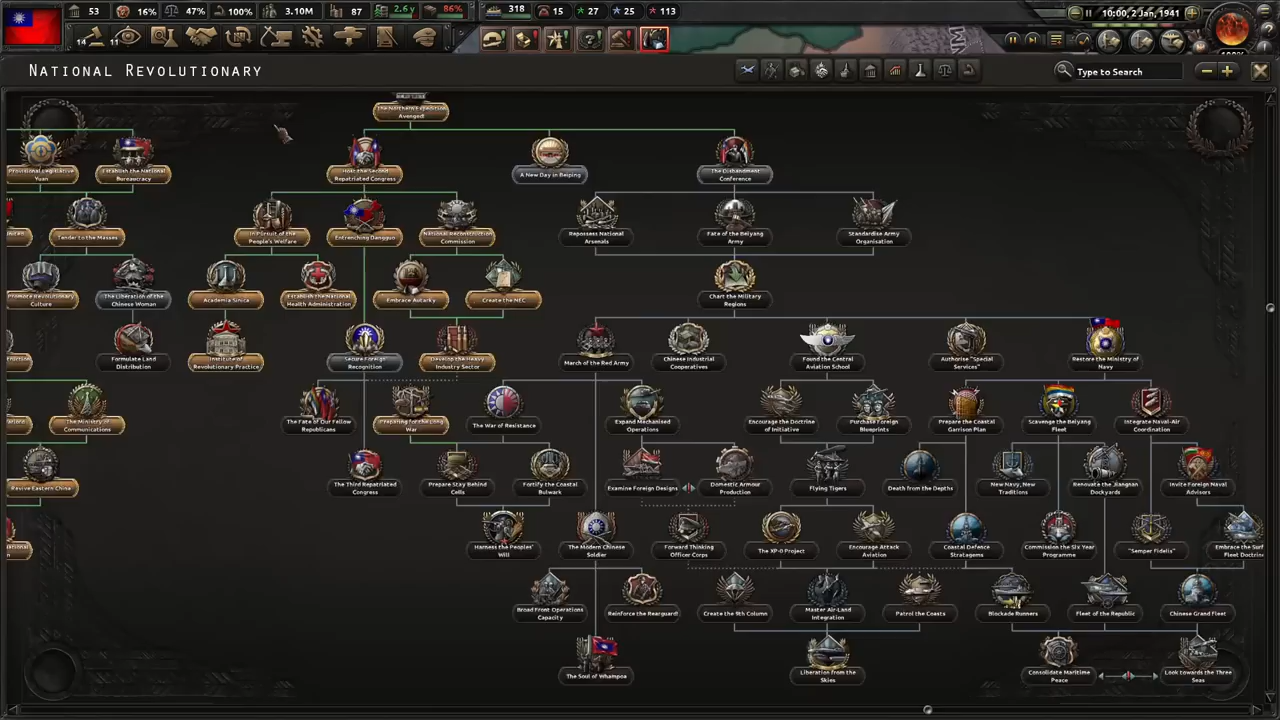 53
16%
47%
100%
3.10M
87
2.6y
86%
318
15
27
25
113
10:00, 2 Jan, 1941
14
11
NATIONAL REVOLUTIONARY
Type to Search
The Northern Expedition
Avenged!
Provisional Legislative
Yuan
Establish the National
Bureaucracy
Host the Second
Repatriated Congress
A New Day in Beiping
The Disbandment
Conference
Tender to the Masses
In Pursuit of the
People's Welfare
Entrenching Dangguo
National Reconstruction
Commission
Repossess National
Arsenals
Fate of the Beiyang
Army
Standardise Army
Organisation
Promote Revolutionary
Culture
The Liberation of the
Chinese Woman
Academia Sinica
Establish the National
Health Administration
Embrace Autarky
Create the NEC
Chart the Military
Regions
Formulate Land
Distribution
Institute of
Revolutionary Practice
Secure Foreign
Recognition
Develop the Heavy
Industry Sector
March of the Red Army
Chinese Industrial
Cooperatives
Found the Central
Aviation School
Authorise "Special
Services"
Restore the Ministry of
Navy
The Ministry of
Communications
The Fate of Our Fellow
Republicans
Preparing for the Long
War
The War of Resistance
Expand Mechanised
Operations
Encourage the Doctrine
of Initiative
Purchase Foreign
Blueprints
Prepare the Coastal
Garrison Plan
Scavenge the Beiyang
Fleet
Integrate Naval-Air
Coordination
Revive Eastern China
The Third Repatriated
Congress
Prepare Stay Behind
Cells
Fortify the Coastal
Bulwark
Examine Foreign Designs
Domestic Armour
Production
Flying Tigers
Death from the Depths
New Navy, New
Traditions
Renovate the Jiangnan
Dockyards
Invite Foreign Naval
Advisors
Harness the Peoples'
Will
The Modern Chinese
Soldier
Forward Thinking
Officer Corps
The XP-0 Project
Encourage Attack
Aviation
Coastal Defence
Strategems
Commission the Six Year
Programme
"Semper Fidelis"
Embrace the Surf
Fleet Doctrin
Broad Front Operations
Capacity
Reinforce the Rearguard!
Create the 9th Column
Master Air-Land
Integration
Patrol the Coasts
Blockade Runners
Fleet of the Republic
Chinese Grand Fleet
The Soul of Whampoa
Liberation from the
Skies
Consolidate Maritime
Peace
Look towards the Three
Seas